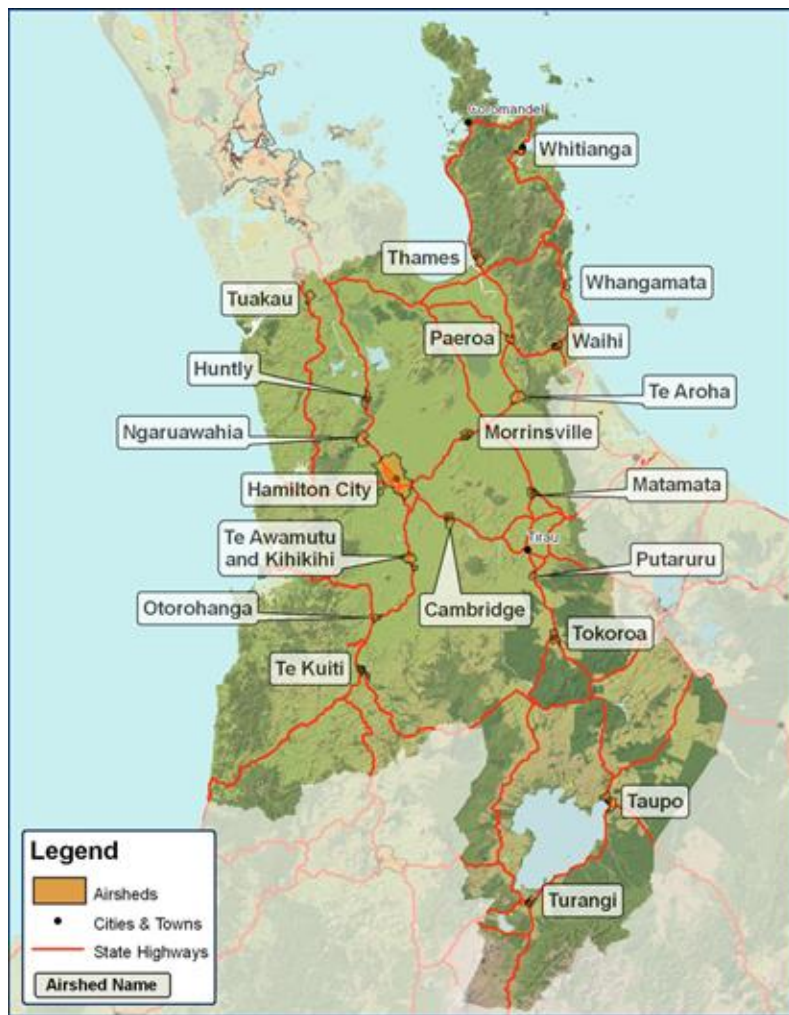 Coromandel
Whitianga
Thames
Whangamata
Tuakau
Paeroa
Waihi
Huntly
Te Aroha
Ngaruawahia
Morrinsville
Hamilton City
Matamata
Te Awamutu
and Kihikihi
Tirau
Putaruru
Otorohanga
Cambridge
Tokoroa
Te Kuiti
Taupo
Turangi
Legend
Airsheds
Cities & Towns
State Highways
Airshed Name